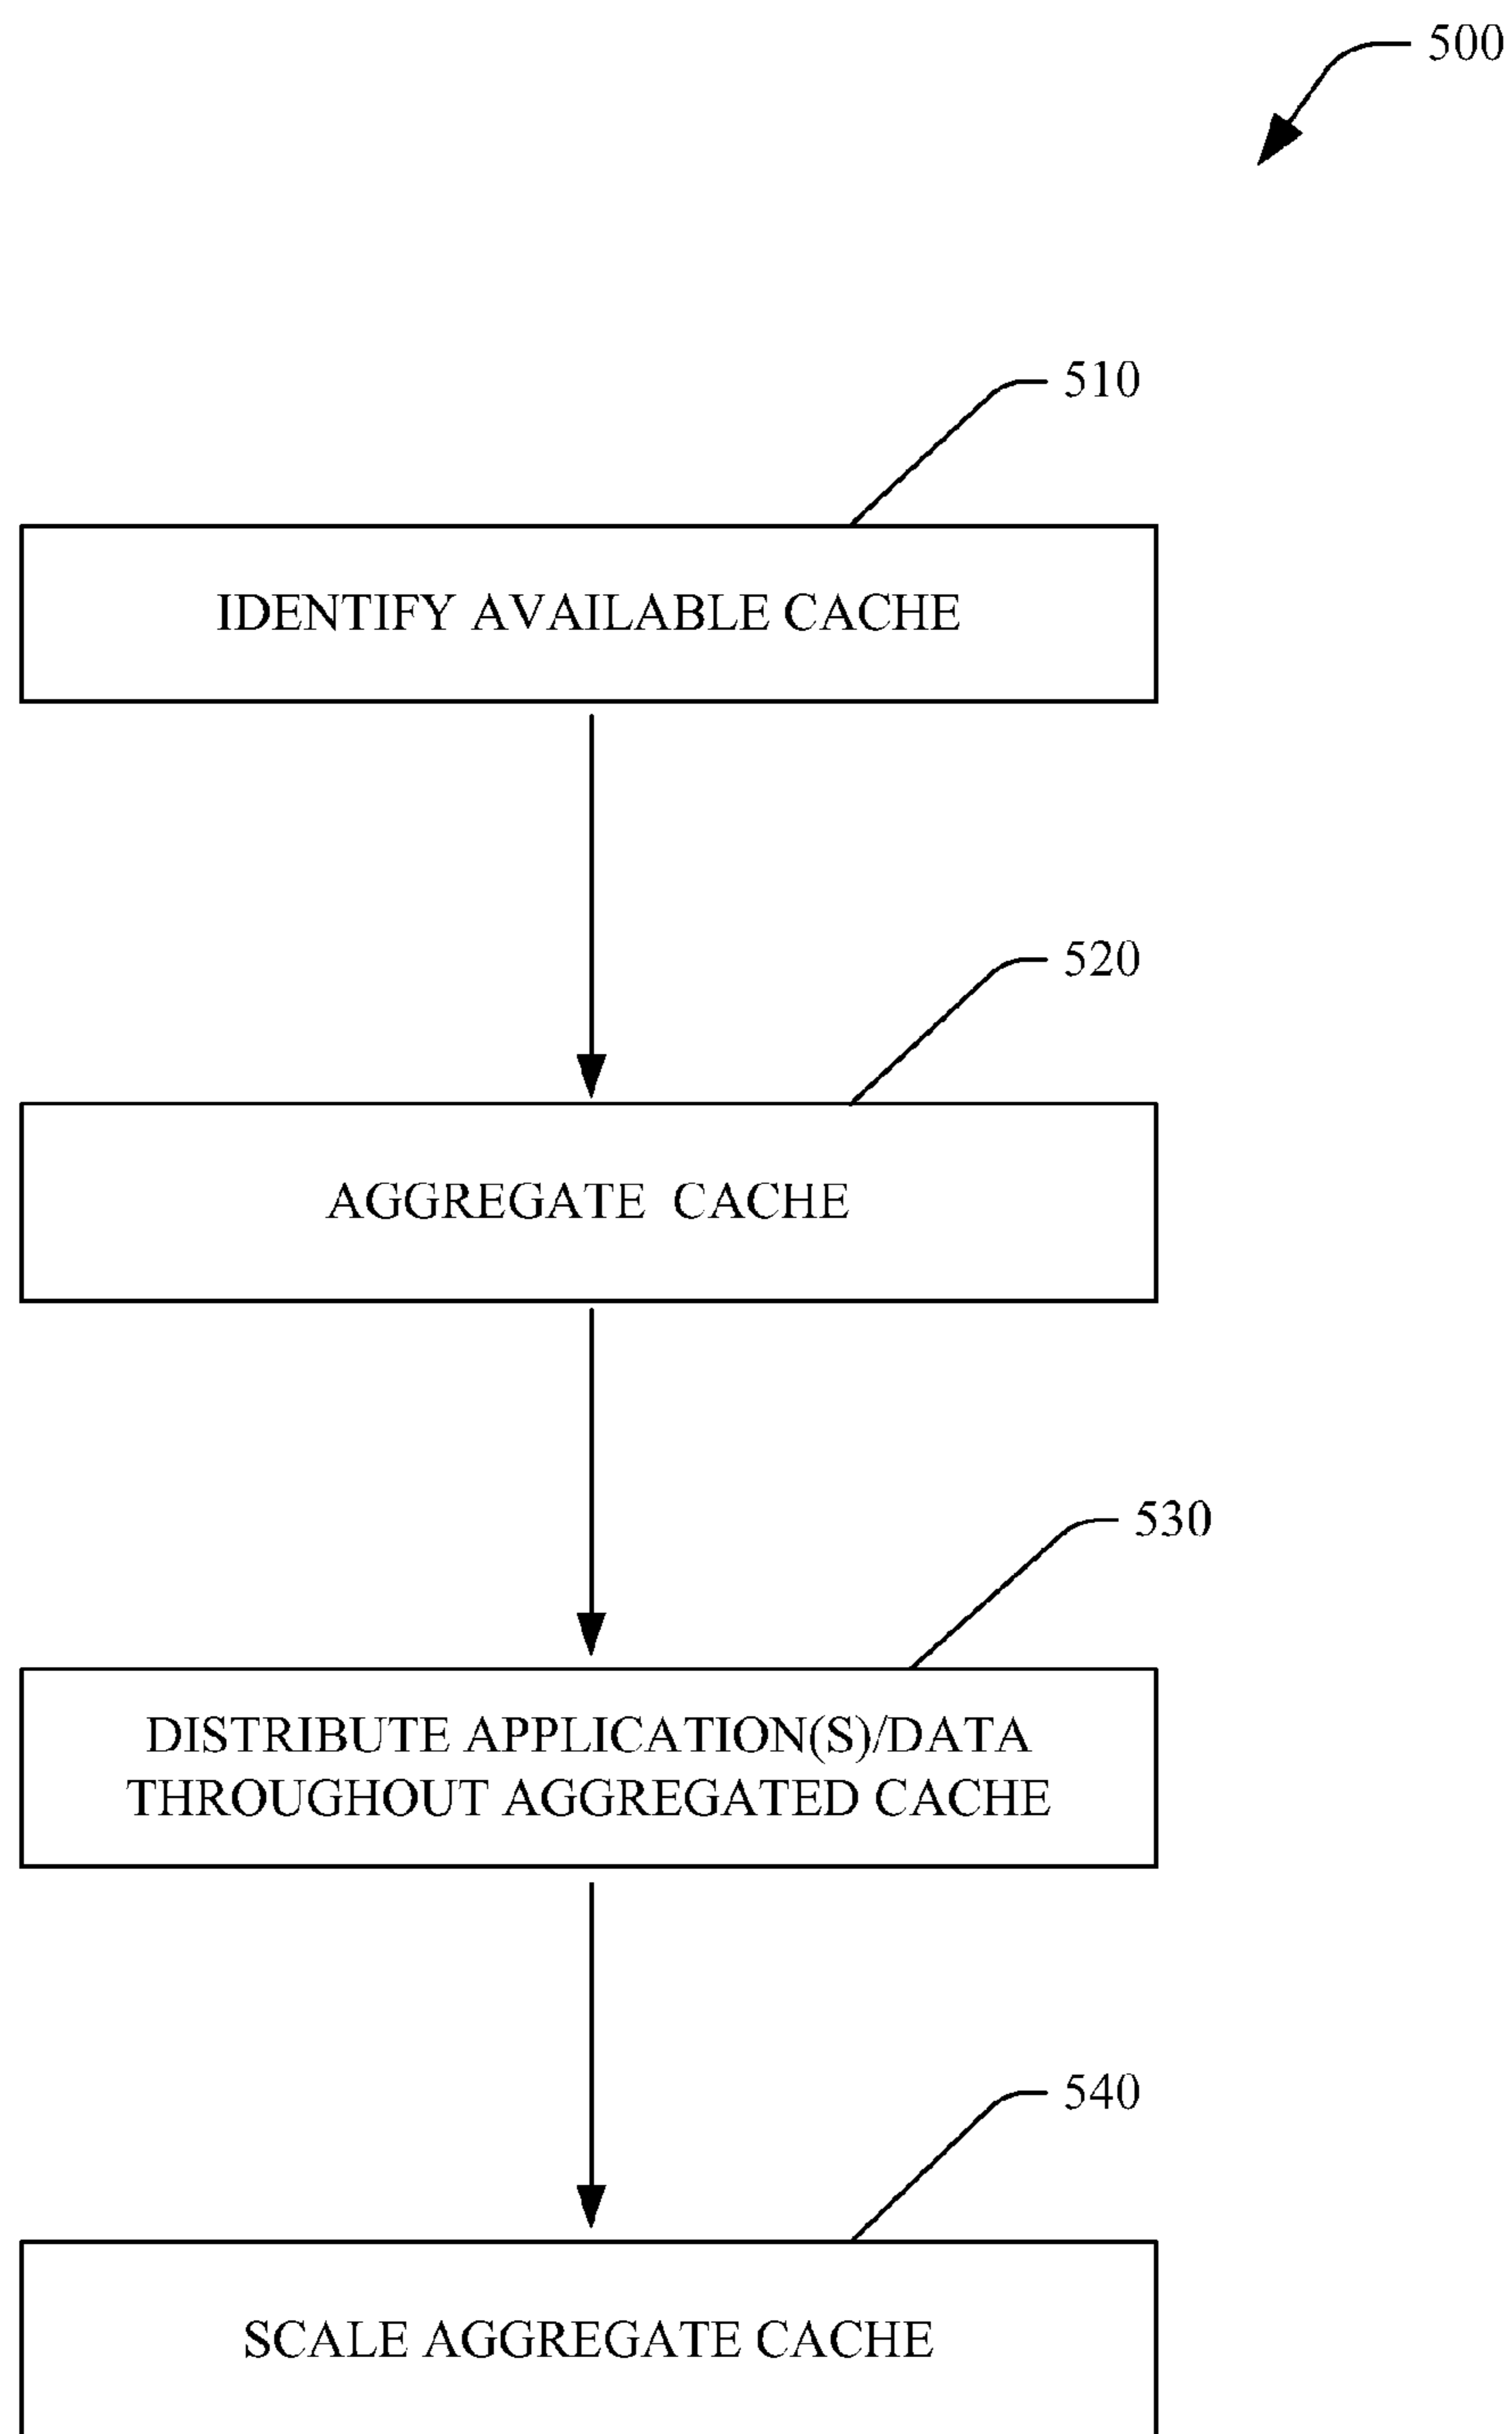 500
510
IDENTIFY AVAILABLE CACHE
520
AGGREGATE CACHE
530
DISTRIBUTE APPLICATION(S)/DATA
THROUGHOUT AGGREGATED CACHE
540
SCALE AGGREGATE CACHE